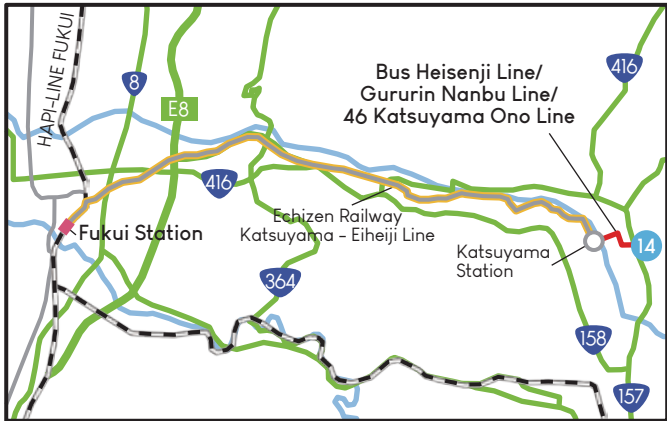 HAPI-LINE FUKUI
8
E8
416
Bus Heisenji Line/
Gururin Nanbu Line/
46 Katsuyama Ono Line
416
Echizen Railway
Katsuyama - Eiheiji Line
Fukui Station
Katsuyama
Station
14
364
158
157